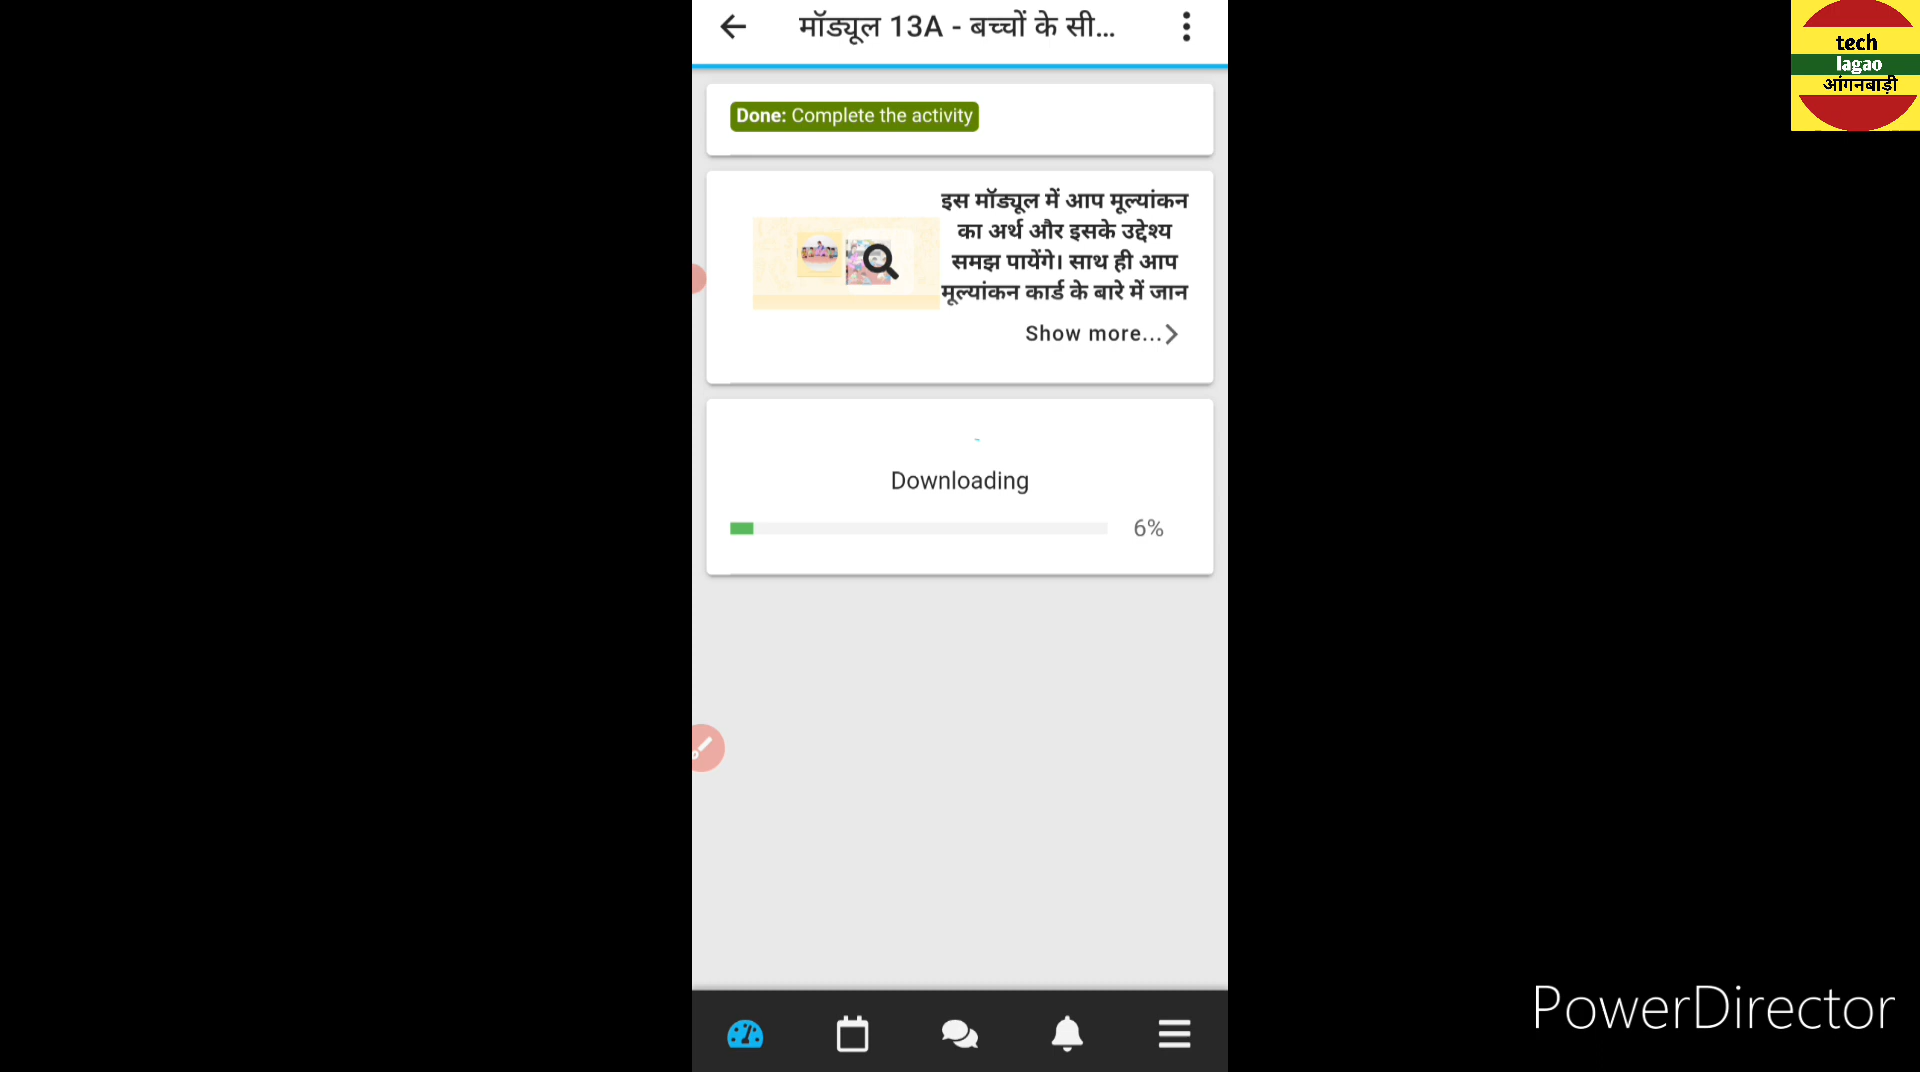 मॉड्यूल 13A - बच्चों के सी...
tech
lagao
आंगनबाड़ी
Done: Complete the activity
इस मॉड्यूल में आप मूल्यांकन
का अर्थ और इसके उद्देश्य
समझ पायेंगे। साथ ही आप
मूल्यांकन कार्ड के बारे में जान
Show more...
Downloading
6%
PowerDirector